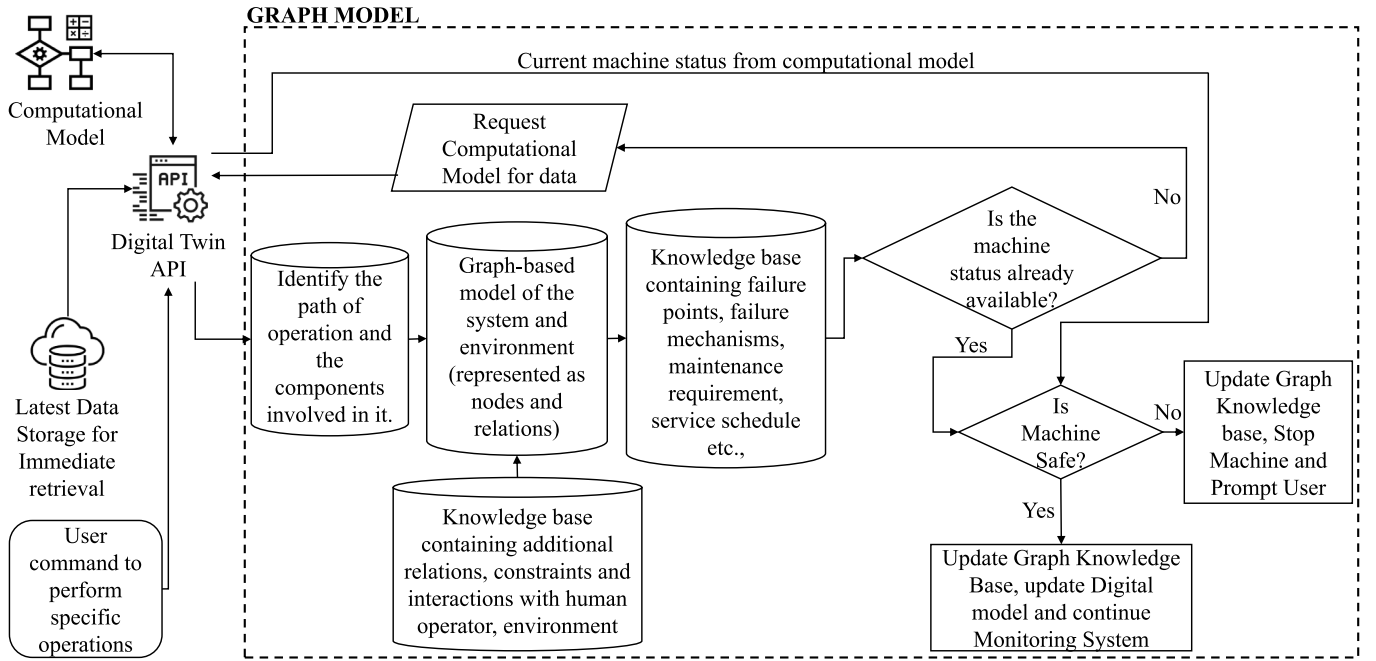 GRAPH MODEL
Computational
Model
Current machine status from computational model
Request
Computational
Model for data
API
Digital Twin
API
Identify the
path of
operation and
the
components
involved in it.
Graph-based
model of the
system and
environment
(represented as
nodes and
relations)
Knowledge base
containing failure
points, failure
mechanisms,
maintenance
requirement,
service schedule
etc.,
Is the
machine
status already
available?
No
Yes
Latest Data
Storage for
Immediate
retrieval
Is
Machine
Safe?
No
Update Graph
Knowledge
base, Stop
Machine and
Prompt User
Yes
User
command to
perform
specific
operations
Knowledge base
containing additional
relations, constraints and
interactions with human
operator, environment
Update Graph Knowledge
Base, update Digital
model and continue
Monitoring System